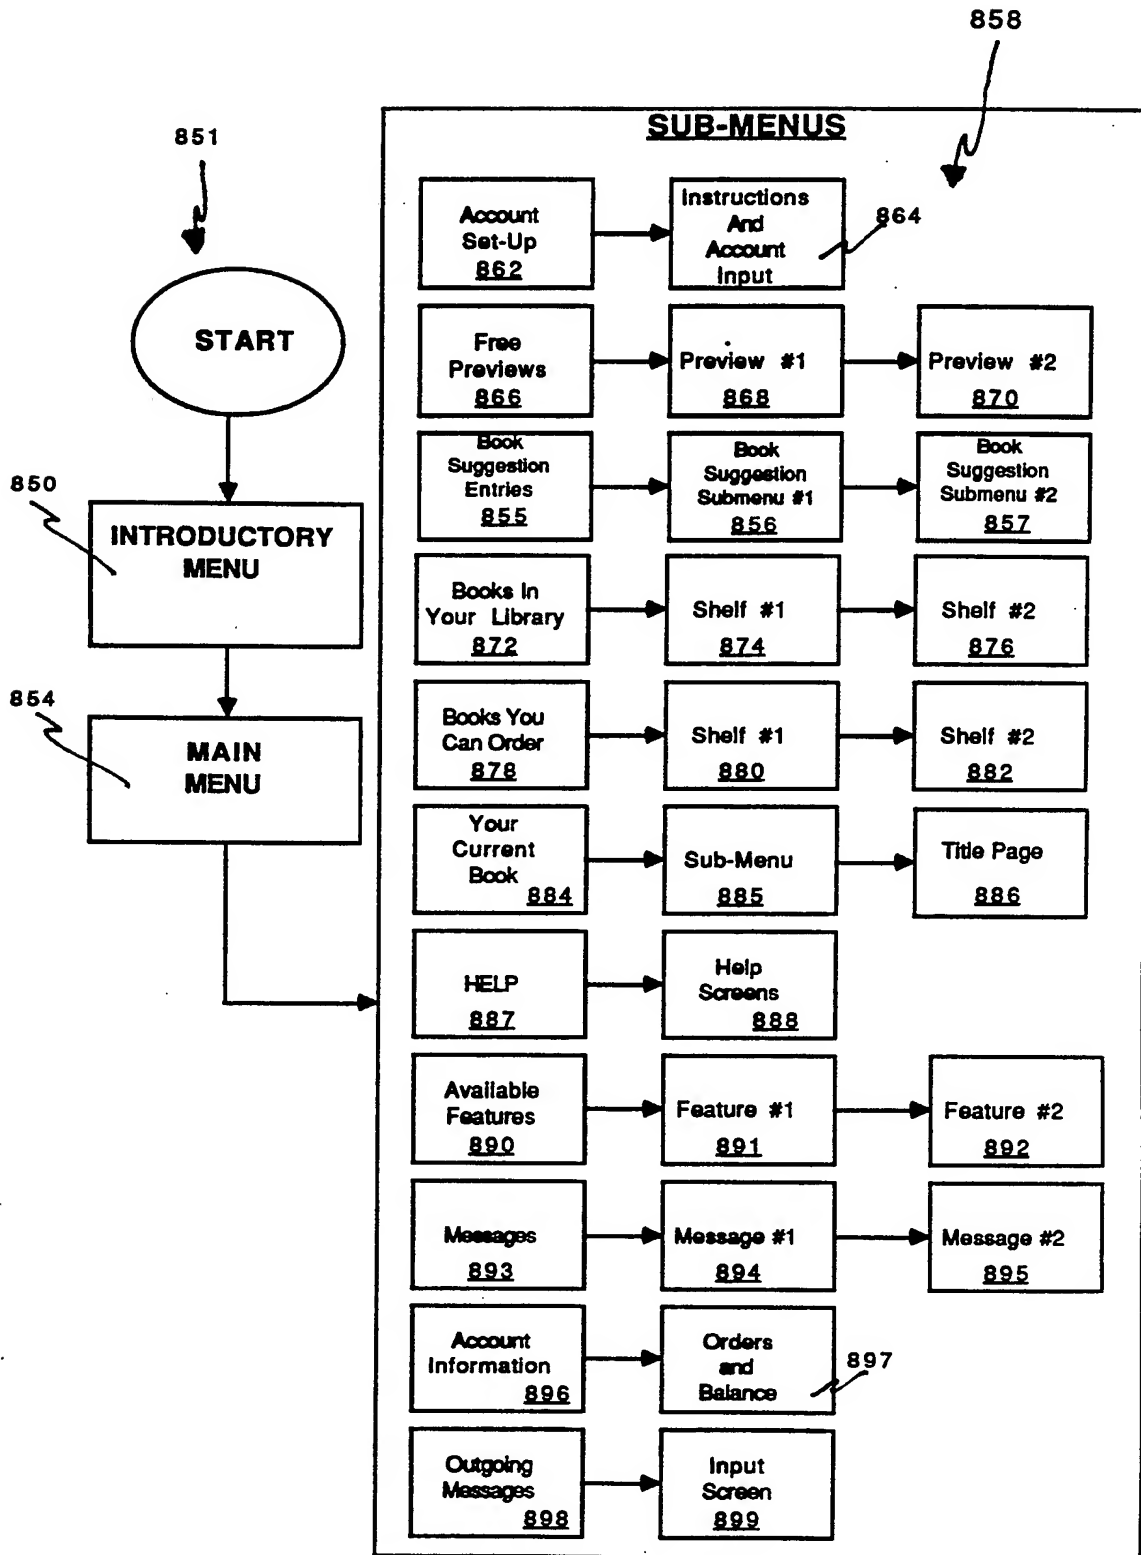 858
851
SUB-MENUS
START
850
INTRODUCTORY
MENU
854
MAIN
MENU
Account
Set-Up
862
Instructions
And
Account
Input
864
Free
Previews
866
Preview #1
868
Preview #2
870
Book
Suggestion
Entries
855
Book
Suggestion
Submenu #1
856
Book
Suggestion
Submenu #2
857
Books In
Your Library
872
Shelf #1
874
Shelf #2
876
Books You
Can Order
878
Shelf #1
880
Shelf #2
882
Your
Current
Book
884
Sub-Menu
885
Title Page
886
HELP
887
Help
Screens
888
Available
Features
890
Feature #1
891
Feature #2
892
Messages
893
Message #1
894
Message #2
895
Account
Information
896
Orders
and
Balance
897
Outgoing
Messages
898
Input
Screen
899